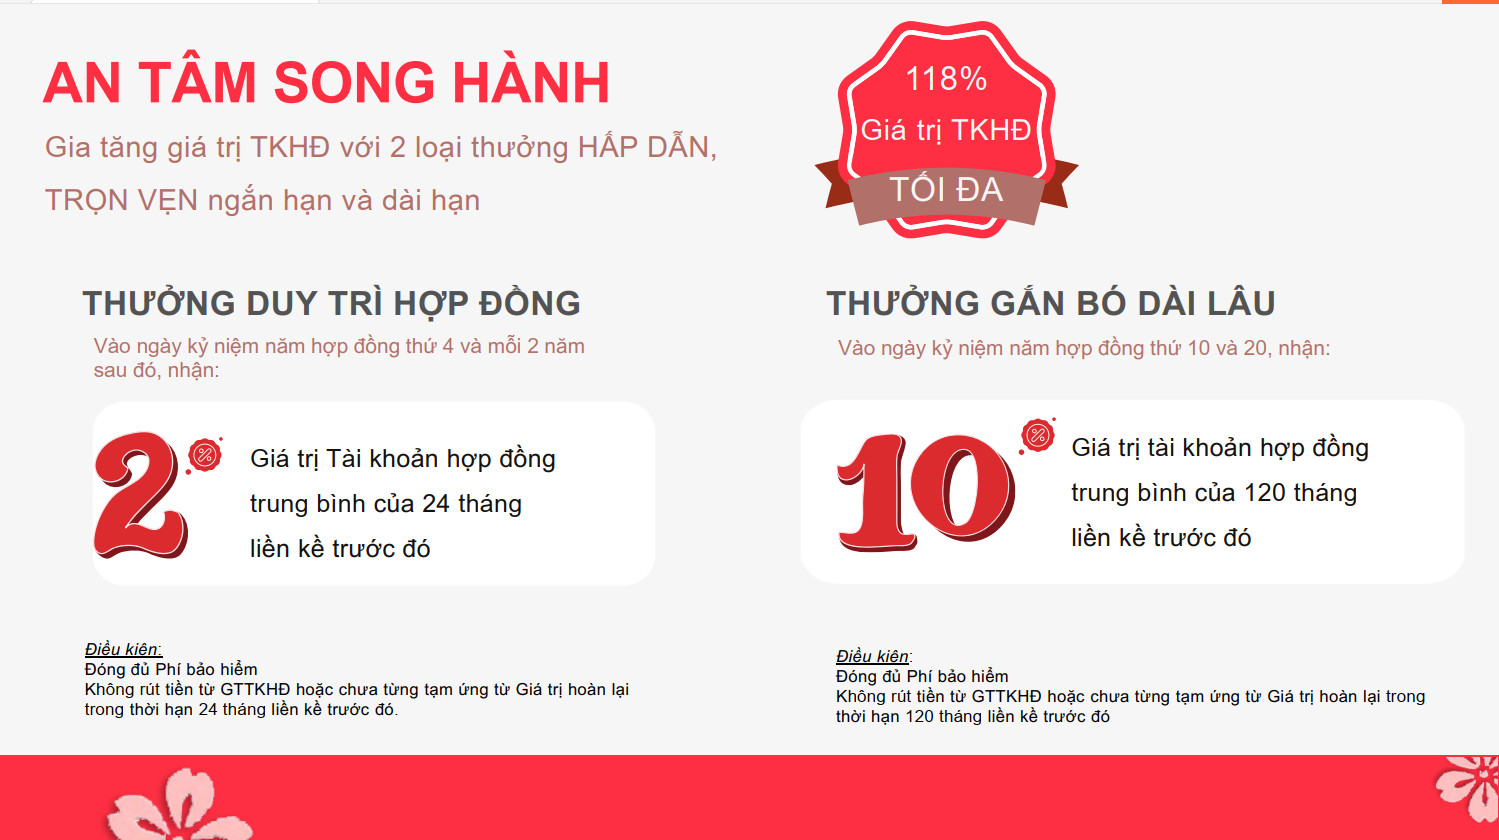 AN TÂM SONG HÀNH
Gia tăng giá trị TKHĐ với 2 loại thưởng HẤP DẪN,
TRỌN VẸN ngắn hạn và dài hạn
118%
Giá trị TKHĐ
TỐI ĐA
THƯỞNG DUY TRÌ HỢP ĐỒNG
Vào ngày kỷ niệm năm hợp đồng thứ 4 và mỗi 2 năm
sau đó, nhận:
2%
Giá trị Tài khoản hợp đồng
trung bình của 24 tháng
liền kề trước đó
Điều kiện:
Đóng đủ Phí bảo hiểm
Không rút tiền từ GTTKHĐ hoặc chưa từng tạm ứng từ Giá trị hoàn lại
trong thời hạn 24 tháng liền kề trước đó.
THƯỞNG GẮN BÓ DÀI LÂU
Vào ngày kỷ niệm năm hợp đồng thứ 10 và 20, nhận:
10%
Giá trị tài khoản hợp đồng
trung bình của 120 tháng
liền kề trước đó
Điều kiện:
Đóng đủ Phí bảo hiểm
Không rút tiền từ GTTKHĐ hoặc chưa từng tạm ứng từ Giá trị hoàn lại trong
thời hạn 120 tháng liền kề trước đó